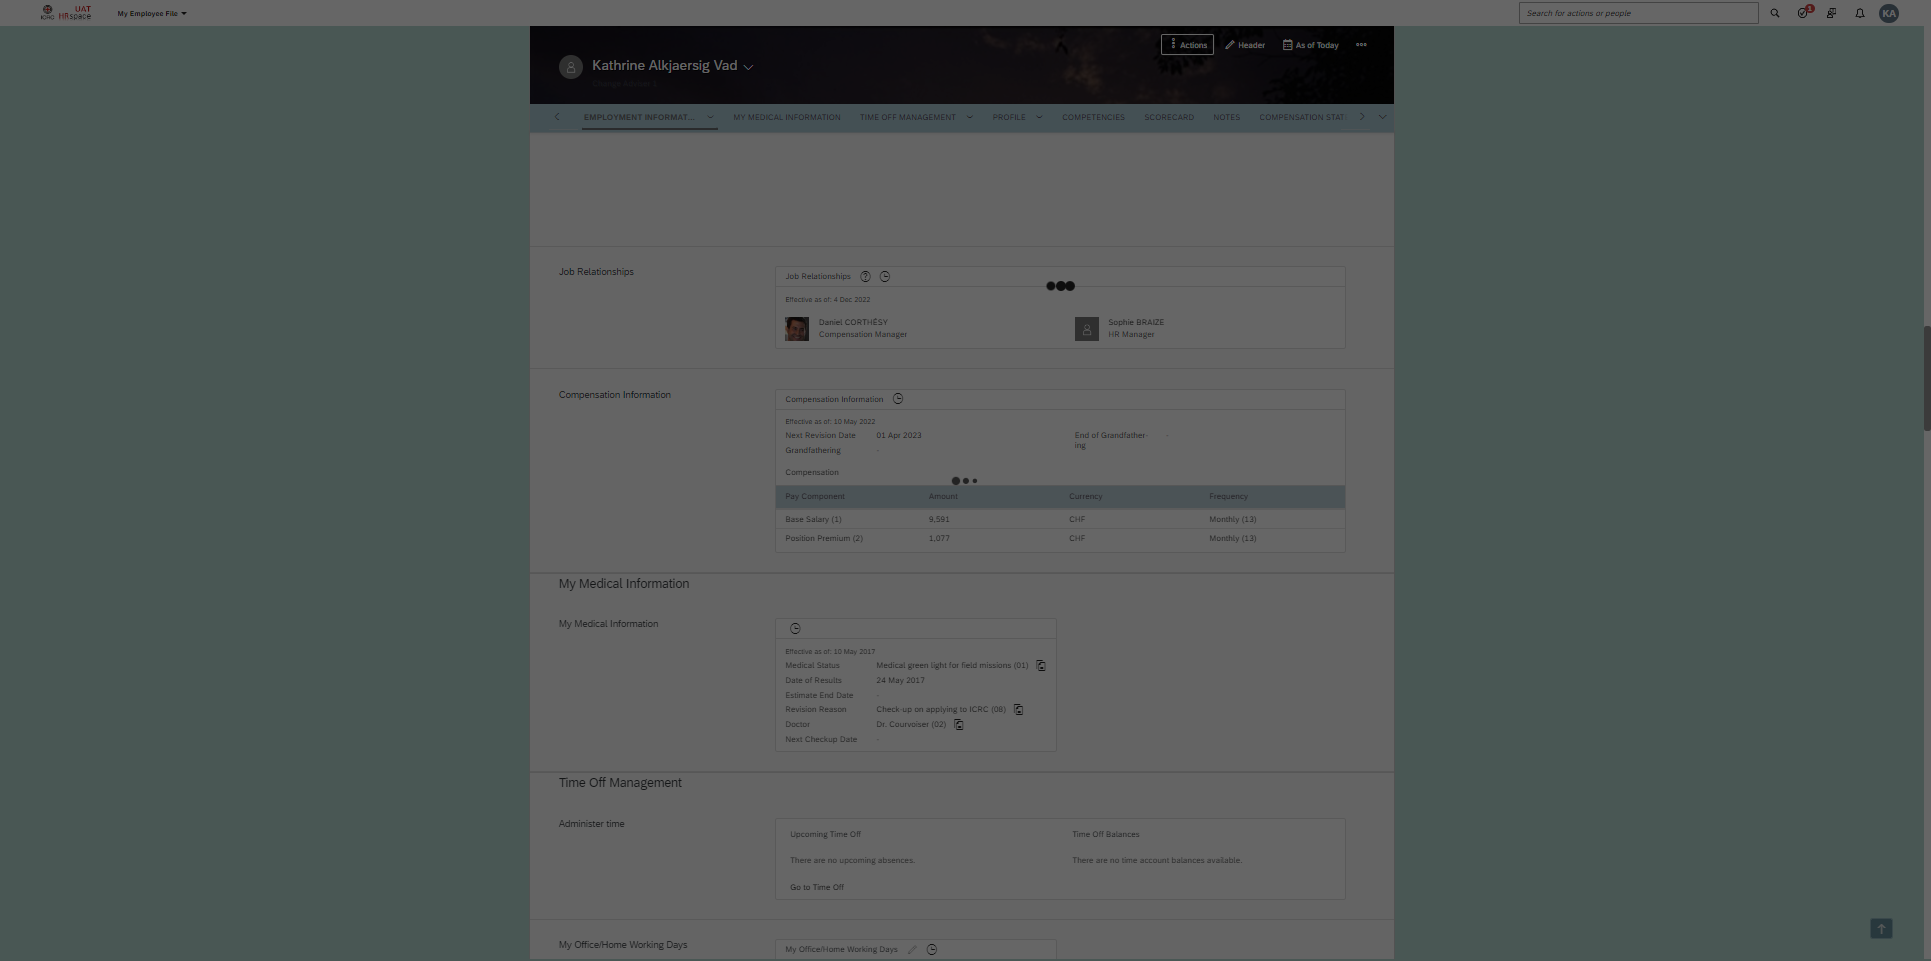 ICRC UAT HRspace My Employee File Search for actions or people 1 KA
Actions Header As of Today
Kathrine Alkjaersig Vad
EMPLOYMENT INFORMAT... MY MEDICAL INFORMATION TIME OFF MANAGEMENT PROFILE COMPETENCIES SCORECARD NOTES COMPENSATION STAT
Job Relationships
Job Relationships
Effective as of: 4 Dec 2022
Daniel CORTHÉSY
Compensation Manager
Sophie BRAIZE
HR Manager
Compensation Information
Compensation Information
Effective as of: 10 May 2022
Next Revision Date 01 Apr 2023 End of Grandfather-
ing -
Grandfathering -
Compensation
Pay Component Amount Currency Frequency
Base Salary (1) 9,591 CHF Monthly (13)
Position Premium (2) 1,077 CHF Monthly (13)
My Medical Information
My Medical Information
Effective as of: 10 May 2017
Medical Status Medical green light for field missions (01)
Date of Results 24 May 2017
Estimate End Date -
Revision Reason Check-up on applying to ICRC (08)
Doctor Dr. Courvoiser (02)
Next Checkup Date -
Time Off Management
Administer time
Upcoming Time Off Time Off Balances
There are no upcoming absences. There are no time account balances available.
Go to Time Off
My Office/Home Working Days
My Office/Home Working Days